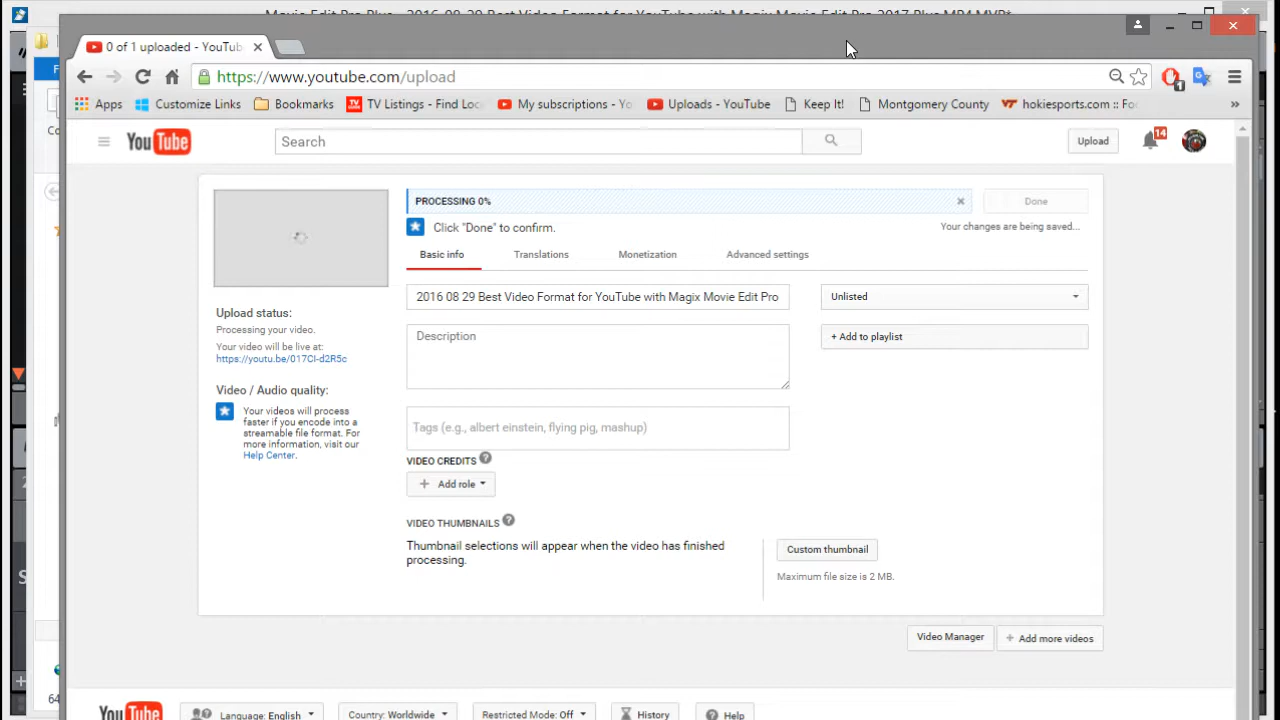 0 of 1 uploaded - YouTub
https://www.youtube.com/upload
Apps Customize Links Bookmarks TV Listings - Find Loc My subscriptions - Yo Uploads - YouTube Keep It! Montgomery County hokiesports.com :: Foo »
YouTube Search Upload 14
PROCESSING 0% Done
Click "Done" to confirm. Your changes are being saved...
Basic info Translations Monetization Advanced settings
2016 08 29 Best Video Format for YouTube with Magix Movie Edit Pro Unlisted
Description + Add to playlist
Upload status:
Processing your video.
Your video will be live at:
https://youtu.be/017CI-d2R5c
Video / Audio quality:
Your videos will process
faster if you encode into a
streamable file format. For
more information, visit our
Help Center.
Tags (e.g., albert einstein, flying pig, mashup)
VIDEO CREDITS
+ Add role
VIDEO THUMBNAILS
Thumbnail selections will appear when the video has finished
processing.
Custom thumbnail
Maximum file size is 2 MB.
Video Manager + Add more videos
YouTube Language: English Country: Worldwide Restricted Mode: Off History Help